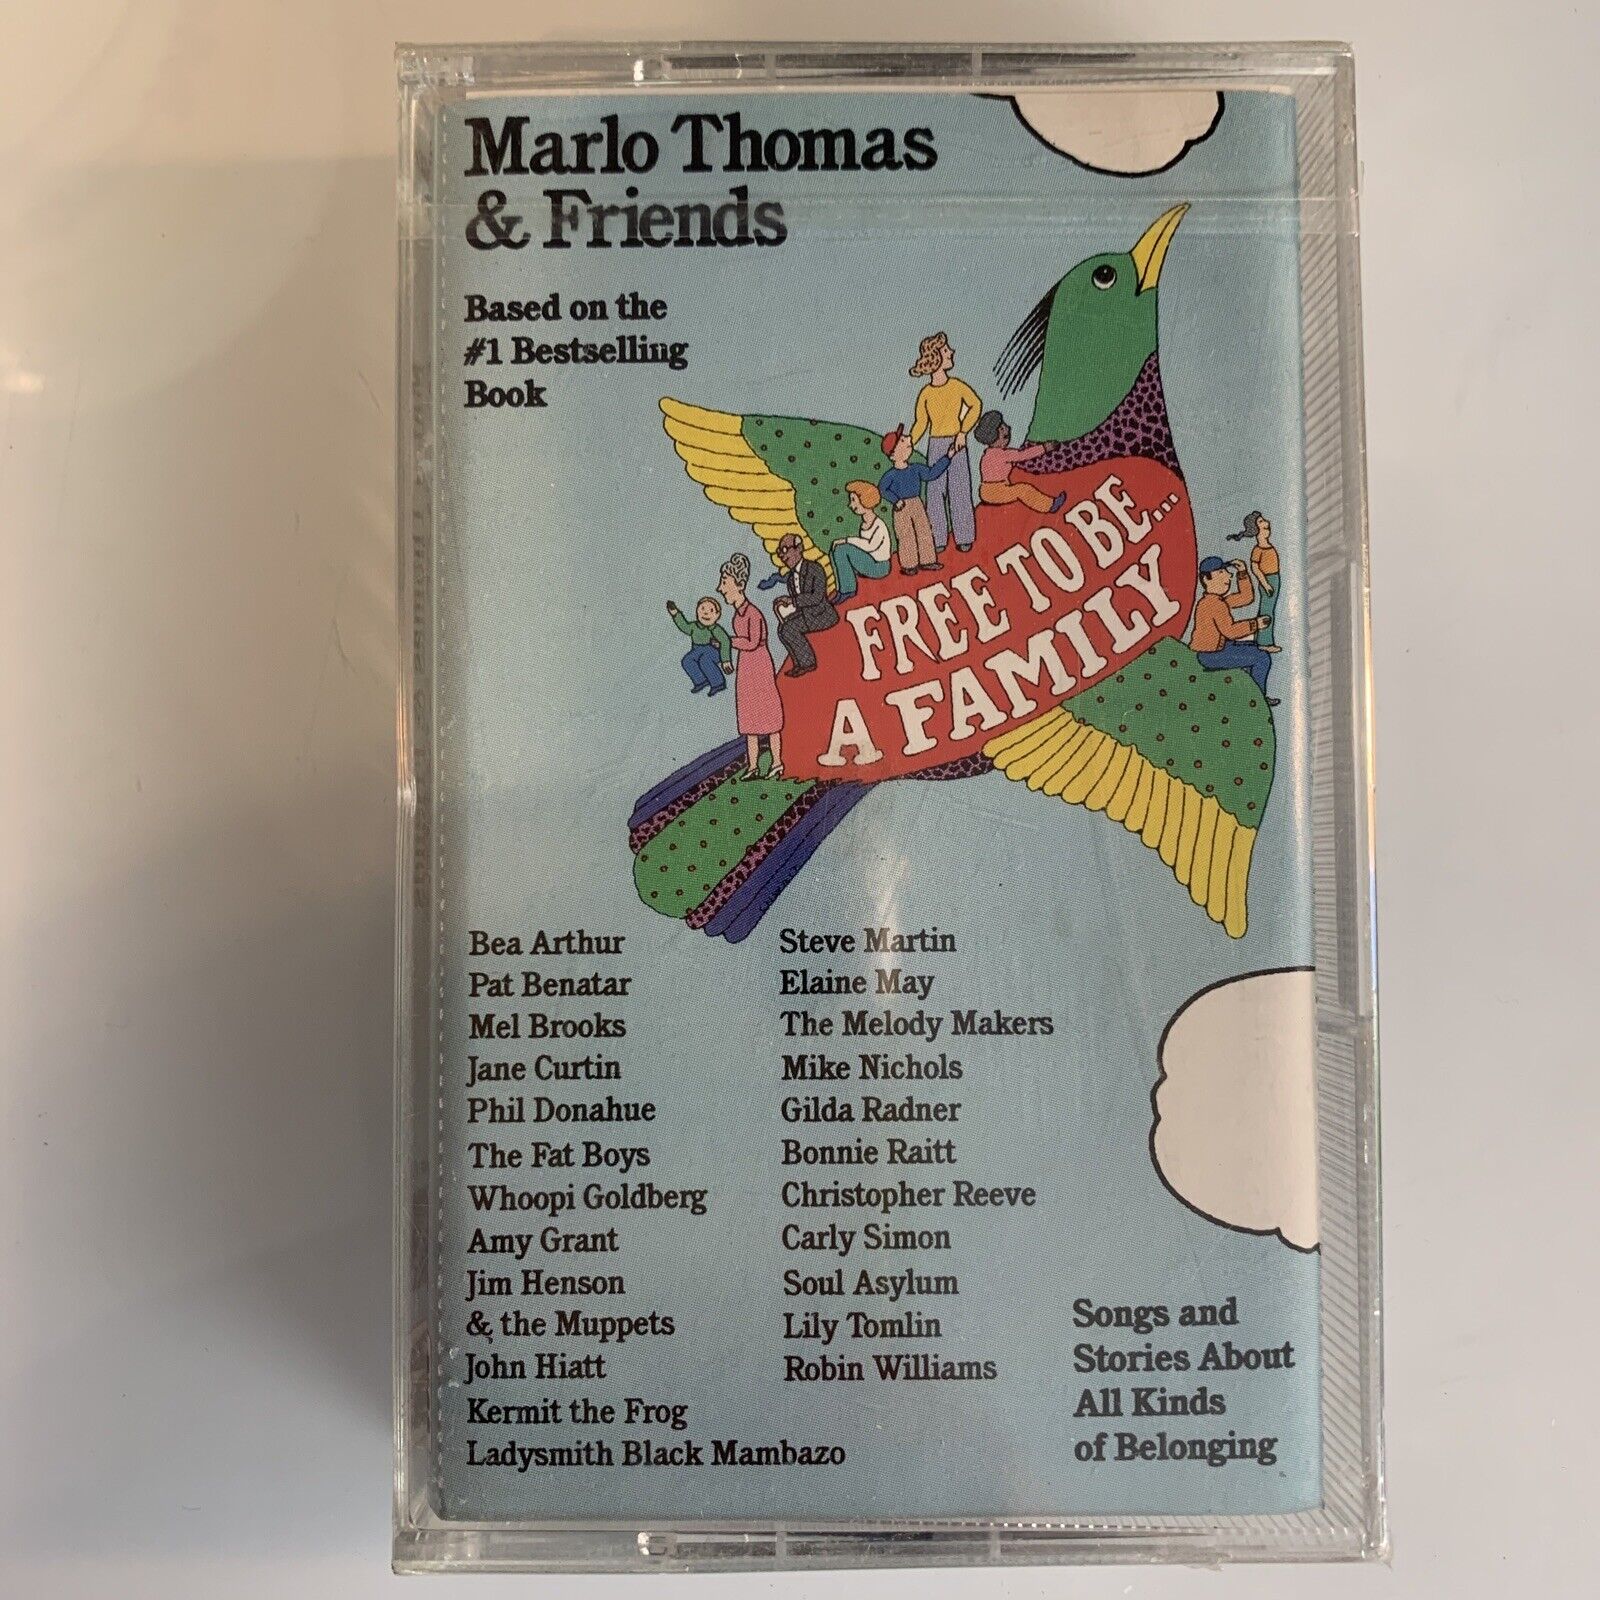 Marlo Thomas
& Friends
Based on the
#1 Bestselling
Book
FREE TO BE...
A FAMILY
Bea Arthur
Pat Benatar
Mel Brooks
Jane Curtin
Phil Donahue
The Fat Boys
Whoopi Goldberg
Amy Grant
Jim Henson
& the Muppets
John Hiatt
Kermit the Frog
Ladysmith Black Mambazo
Steve Martin
Elaine May
The Melody Makers
Mike Nichols
Gilda Radner
Bonnie Raitt
Christopher Reeve
Carly Simon
Soul Asylum
Lily Tomlin
Robin Williams
Songs and
Stories About
All Kinds
of Belonging